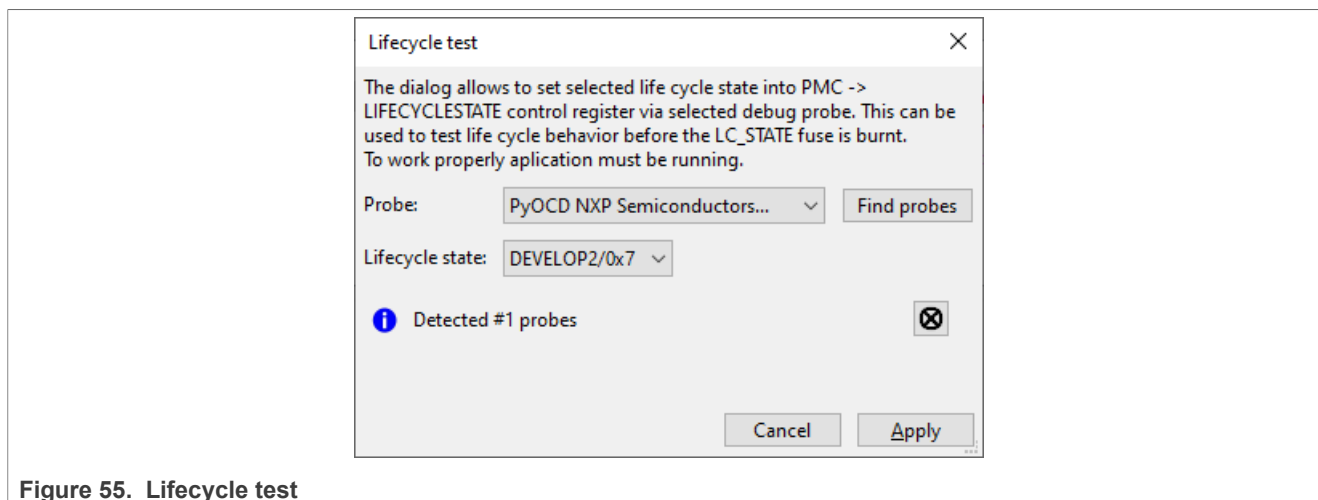 Lifecycle test
The dialog allows to set selected life cycle state into PMC ->
LIFECYCLESTATE control register via selected debug probe. This can be
used to test life cycle behavior before the LC_STATE fuse is burnt.
To work properly aplication must be running.
Probe: PyOCD NXP Semiconductors... Find probes
Lifecycle state: DEVELOP2/0x7
Detected #1 probes
Cancel Apply
Figure 55. Lifecycle test